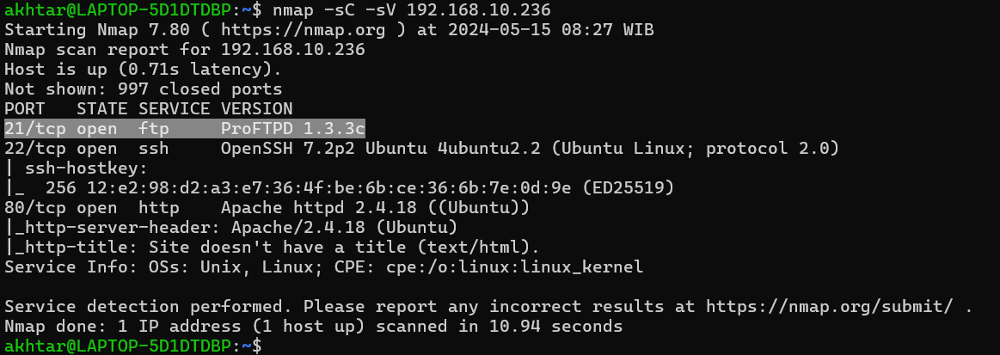 akhtar@LAPTOP-5D1DTDBP:~$ nmap -sC -sV 192.168.10.236
Starting Nmap 7.80 ( https://nmap.org ) at 2024-05-15 08:27 WIB
Nmap scan report for 192.168.10.236
Host is up (0.71s latency).
Not shown: 997 closed ports
PORT   STATE SERVICE VERSION
21/tcp open  ftp     ProFTPD 1.3.3c
22/tcp open  ssh     OpenSSH 7.2p2 Ubuntu 4ubuntu2.2 (Ubuntu Linux; protocol 2.0)
| ssh-hostkey:
|_  256 12:e2:98:d2:a3:e7:36:4f:be:6b:ce:36:6b:7e:0d:9e (ED25519)
80/tcp open  http    Apache httpd 2.4.18 ((Ubuntu))
|_http-server-header: Apache/2.4.18 (Ubuntu)
|_http-title: Site doesn't have a title (text/html).
Service Info: OSs: Unix, Linux; CPE: cpe:/o:linux:linux_kernel

Service detection performed. Please report any incorrect results at https://nmap.org/submit/ .
Nmap done: 1 IP address (1 host up) scanned in 10.94 seconds
akhtar@LAPTOP-5D1DTDBP:~$